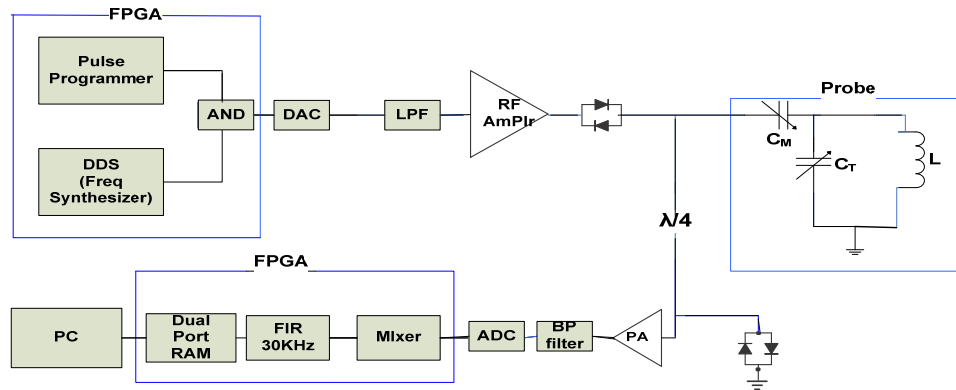 FPGA
Pulse
Programmer
AND
DAC
LPF
RF
AmPlr
Probe
CM
CT
L
DDS
(Freq
Synthesizer)
λ/4
FPGA
PC
Dual
Port
RAM
FIR
30KHz
MIxer
ADC
BP
filter
PA